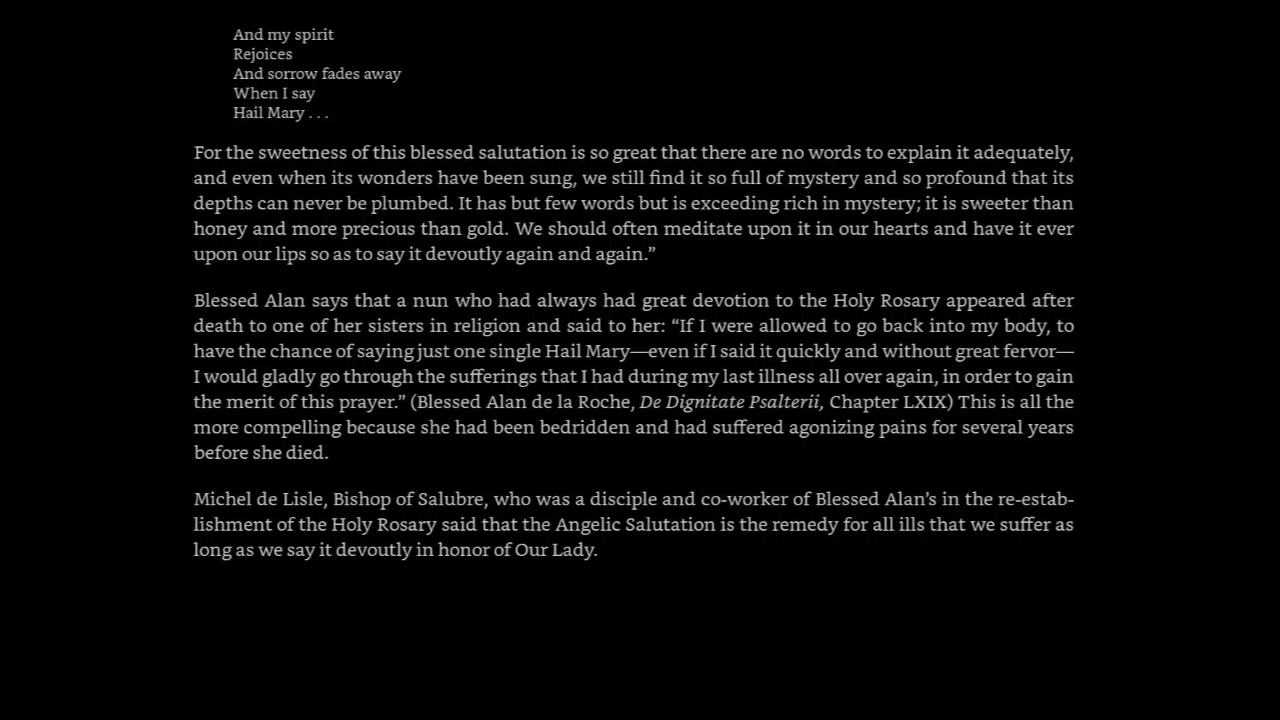 And my spirit
Rejoices
And sorrow fades away
When I say
Hail Mary . . .
For the sweetness of this blessed salutation is so great that there are no words to explain it adequately,
and even when its wonders have been sung, we still find it so full of mystery and so profound that its
depths can never be plumbed. It has but few words but is exceeding rich in mystery; it is sweeter than
honey and more precious than gold. We should often meditate upon it in our hearts and have it ever
upon our lips so as to say it devoutly again and again.”
Blessed Alan says that a nun who had always had great devotion to the Holy Rosary appeared after
death to one of her sisters in religion and said to her: “If I were allowed to go back into my body, to
have the chance of saying just one single Hail Mary—even if I said it quickly and without great fervor—
I would gladly go through the sufferings that I had during my last illness all over again, in order to gain
the merit of this prayer.” (Blessed Alan de la Roche, De Dignitate Psalterii, Chapter LXIX) This is all the
more compelling because she had been bedridden and had suffered agonizing pains for several years
before she died.
Michel de Lisle, Bishop of Salubre, who was a disciple and co-worker of Blessed Alan’s in the re-estab-
lishment of the Holy Rosary said that the Angelic Salutation is the remedy for all ills that we suffer as
long as we say it devoutly in honor of Our Lady.